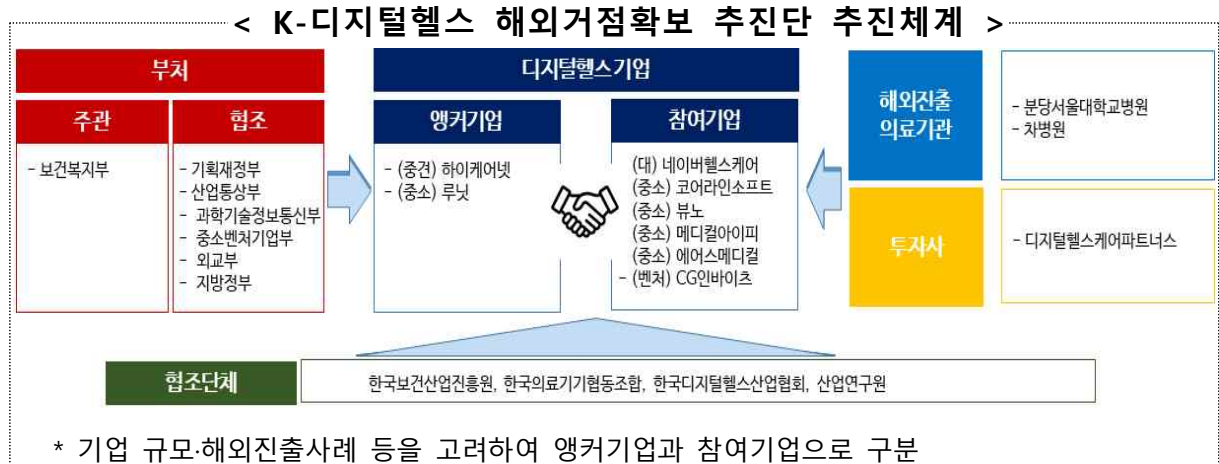 < K-디지털헬스 해외거점확보 추진단 추진체계 >
부처
주관
- 보건복지부
협조
- 기획재정부
- 산업통상부
- 과학기술정보통신부
- 중소벤처기업부
- 외교부
- 지방정부
디지털헬스기업
앵커기업
- (중견) 하이케어넷
- (중소) 루닛
참여기업
(대) 네이버헬스케어
(중소) 코어라인소프트
(중소) 뷰노
(중소) 메디컬아이피
(중소) 에어스메디컬
- (벤처) CG인바이츠
해외진출
의료기관
- 분당서울대학교병원
- 차병원
투자사
- 디지털헬스케어파트너스
협조단체
한국보건산업진흥원, 한국의료기기협동조합, 한국디지털헬스산업협회, 산업연구원
* 기업 규모·해외진출사례 등을 고려하여 앵커기업과 참여기업으로 구분